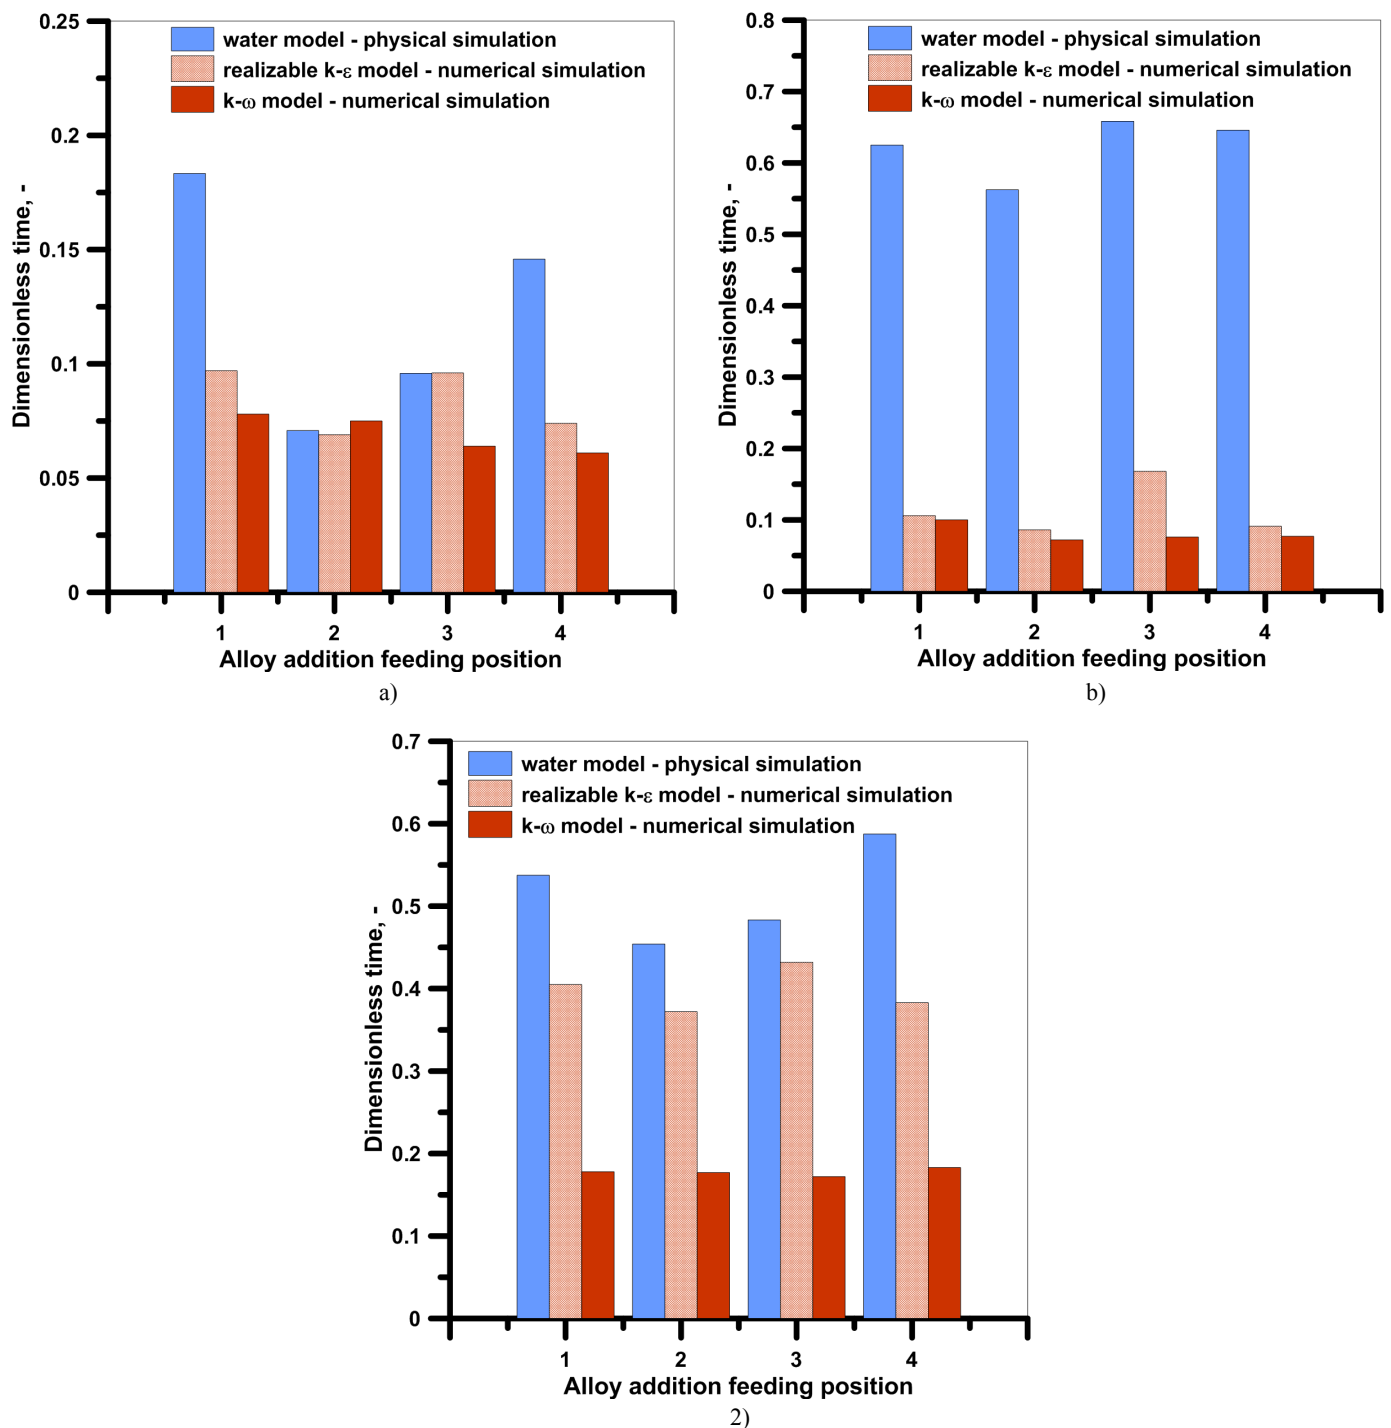 0.25
0.2
0.15
0.1
0.05
0
Dimensionless time, -
water model - physical simulation
realizable k-ε model - numerical simulation
k-ω model - numerical simulation
1 2 3 4
Alloy addition feeding position
a)
0.8
0.7
0.6
0.5
0.4
0.3
0.2
0.1
0
Dimensionless time, -
water model - physical simulation
realizable k-ε model - numerical simulation
k-ω model - numerical simulation
1 2 3 4
Alloy addition feeding position
b)
0.7
0.6
0.5
0.4
0.3
0.2
0.1
0
Dimensionless time, -
water model - physical simulation
realizable k-ε model - numerical simulation
k-ω model - numerical simulation
1 2 3 4
Alloy addition feeding position
2)